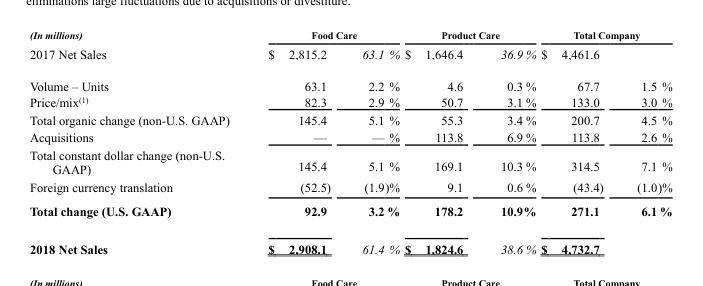 eliminations large fluctuations due to acquisitions or divestiture.
(In millions) Food Care Product Care Total Company
2017 Net Sales $ 2,815.2 63.1 % $ 1,646.4 36.9 % $ 4,461.6
Volume – Units 63.1 2.2 % 4.6 0.3 % 67.7 1.5 %
Price/mix(1) 82.3 2.9 % 50.7 3.1 % 133.0 3.0 %
Total organic change (non-U.S. GAAP) 145.4 5.1 % 55.3 3.4 % 200.7 4.5 %
Acquisitions — — % 113.8 6.9 % 113.8 2.6 %
Total constant dollar change (non-U.S.
GAAP) 145.4 5.1 % 169.1 10.3 % 314.5 7.1 %
Foreign currency translation (52.5) (1.9)% 9.1 0.6 % (43.4) (1.0)%
Total change (U.S. GAAP) 92.9 3.2 % 178.2 10.9% 271.1 6.1 %
2018 Net Sales $ 2,908.1 61.4 % $ 1,824.6 38.6 % $ 4,732.7
(In millions) Food Care Product Care Total Company